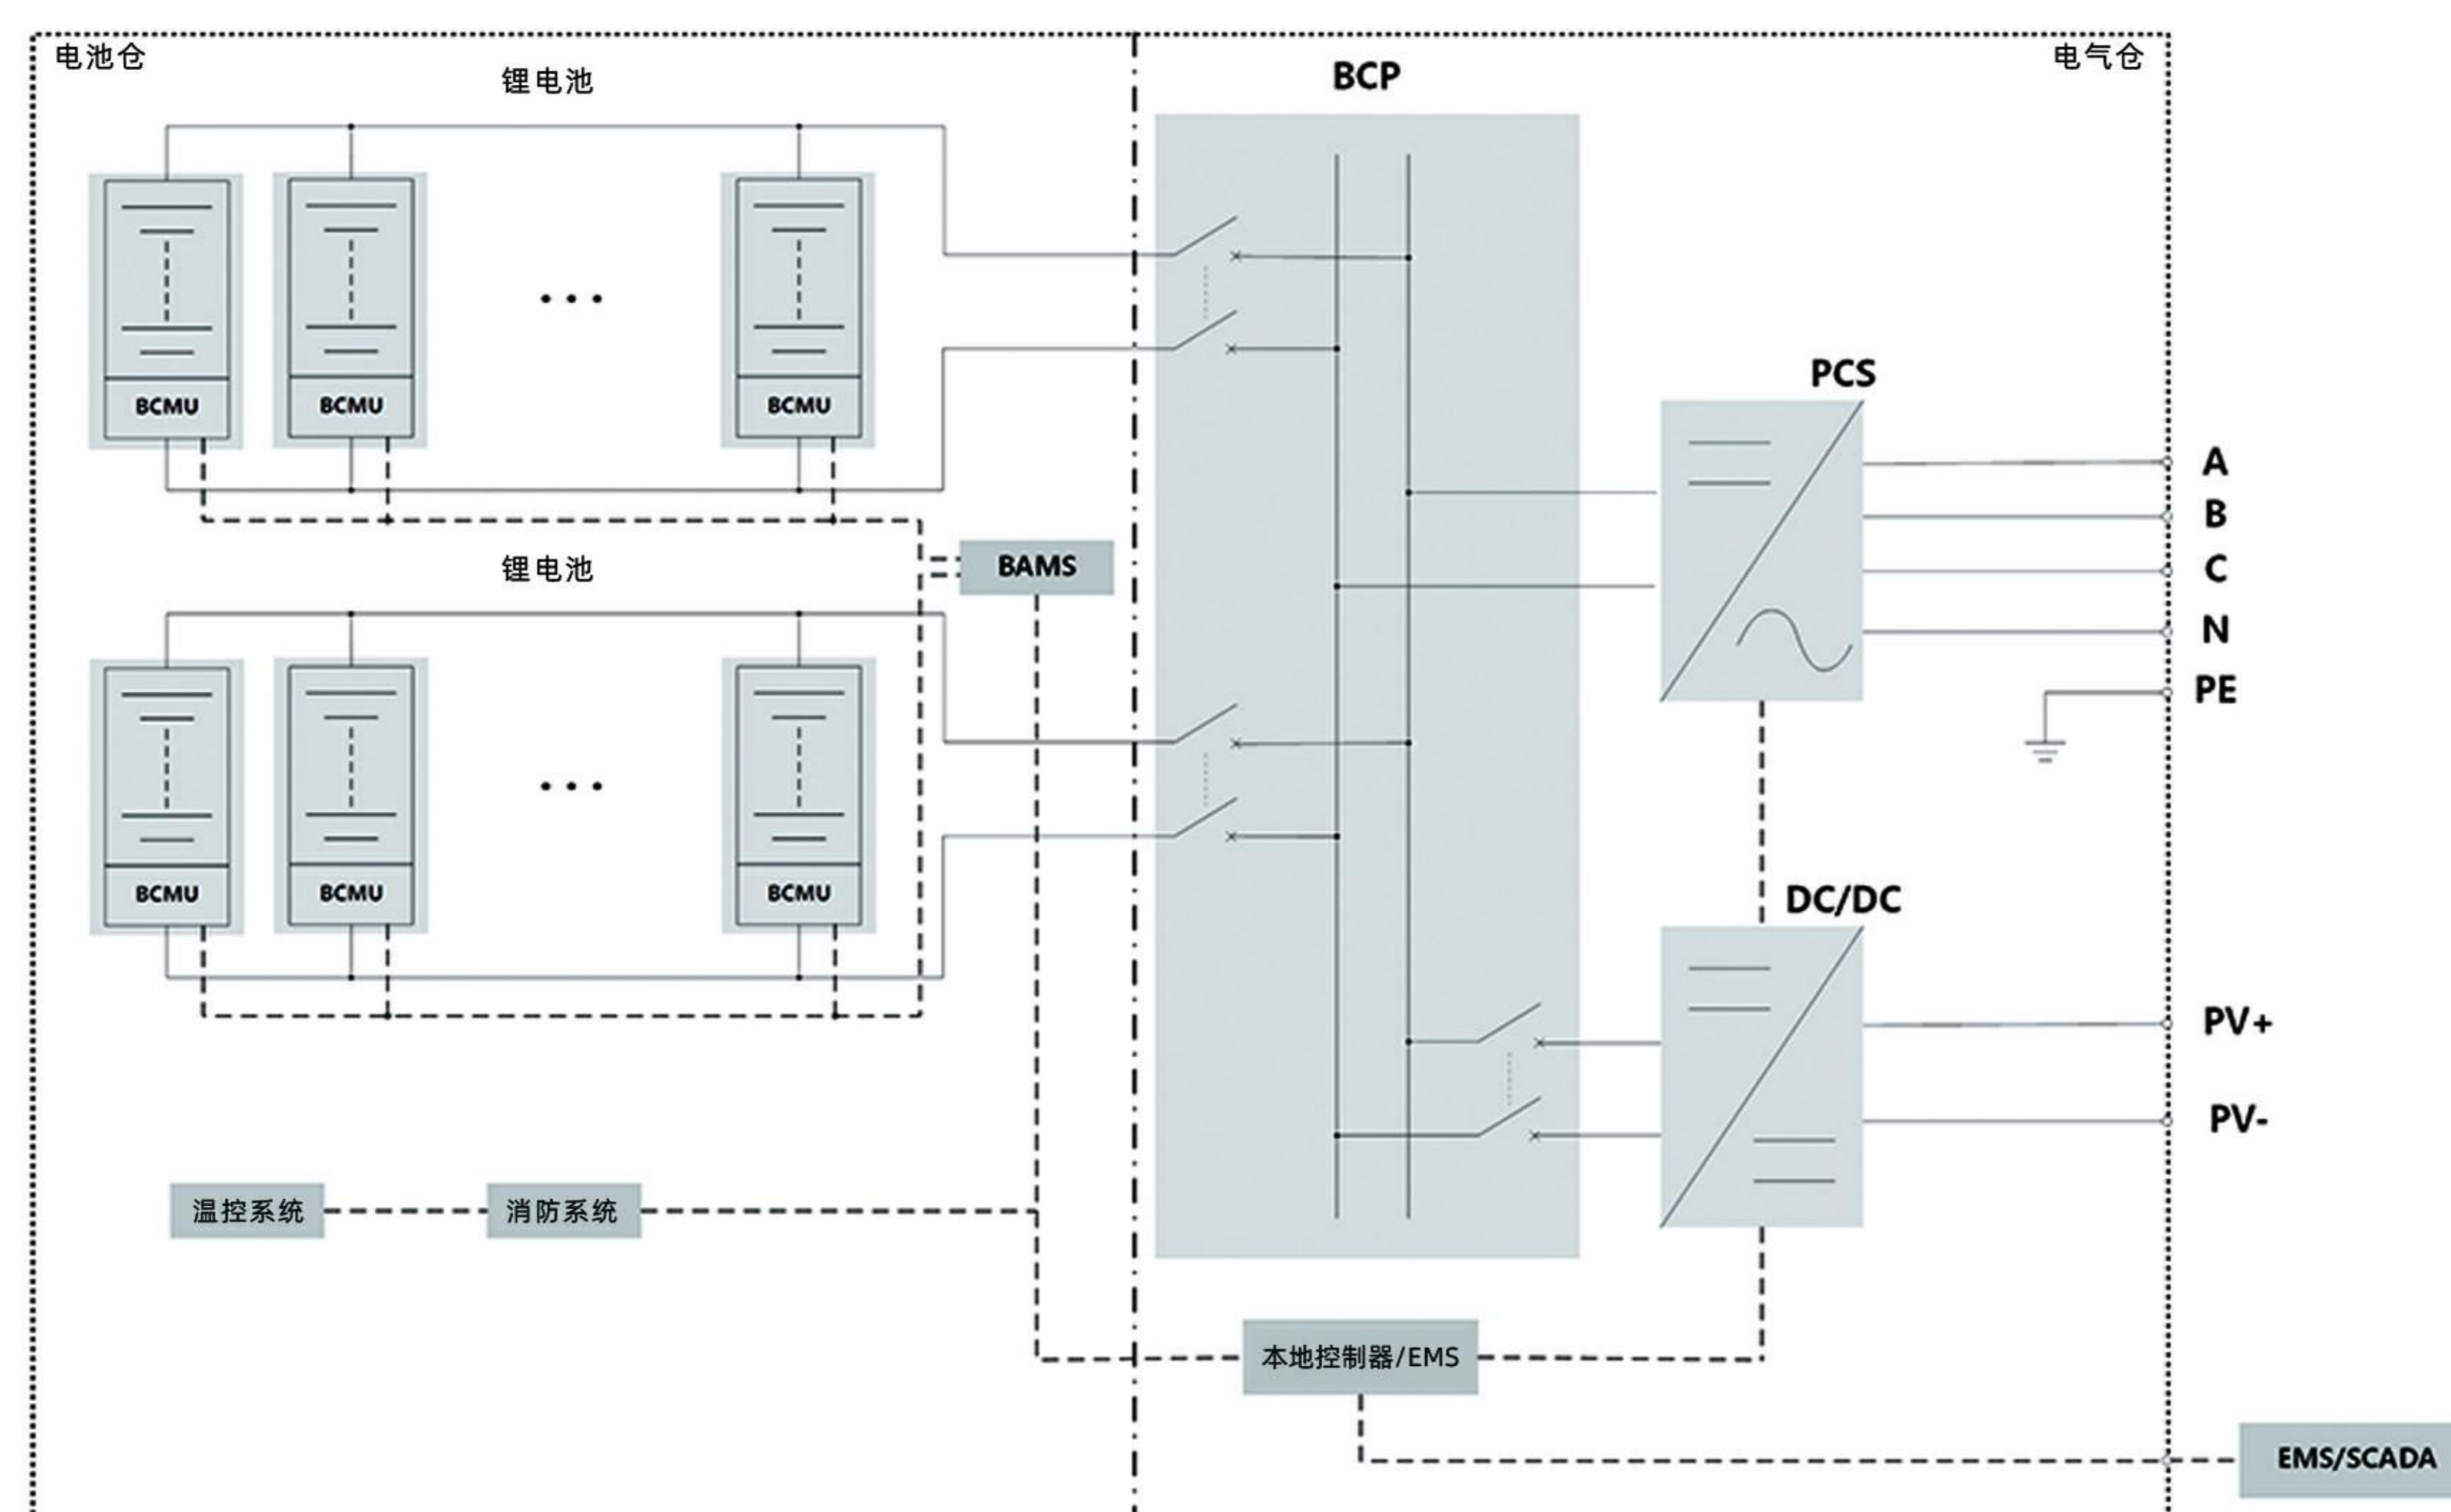 电池仓
电气仓
锂电池
BCP
BCMU
BCMU
BCMU
PCS
A
B
C
N
PE
BAMS
锂电池
BCMU
BCMU
BCMU
DC/DC
PV+
PV-
温控系统
消防系统
本地控制器/EMS
EMS/SCADA